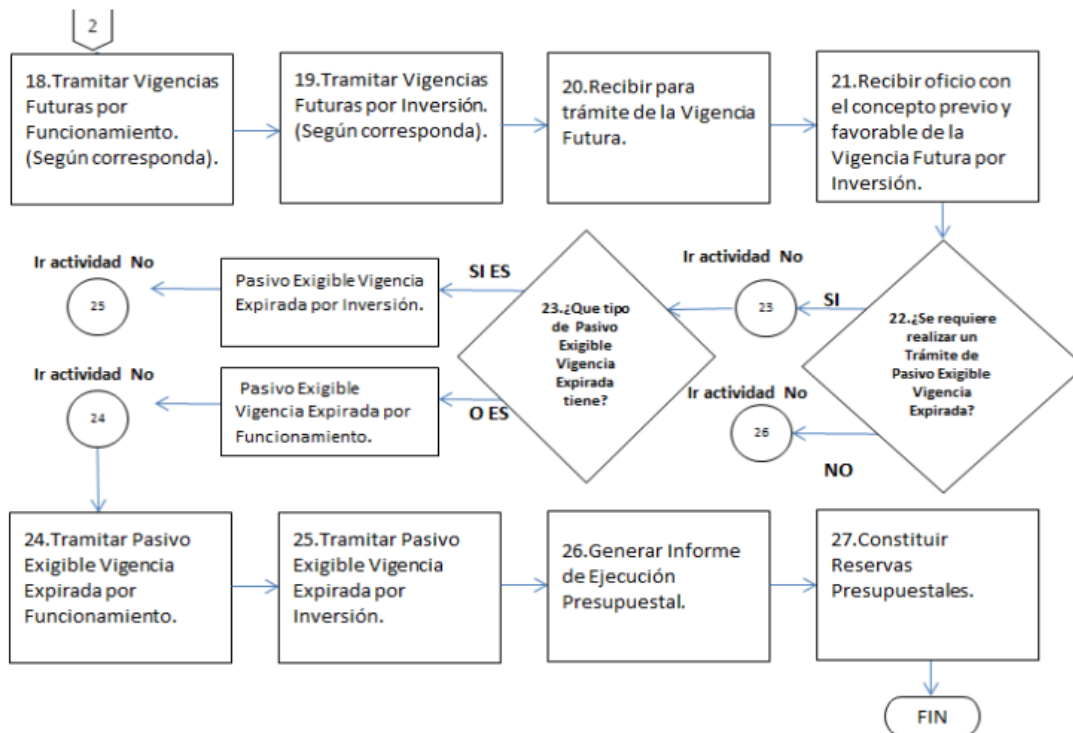 2
18.Tramitar Vigencias
Futuras por
Funcionamiento.
(Según corresponda).
19.Tramitar Vigencias
Futuras por Inversión.
(Según corresponda).
20.Recibir para
trámite de la Vigencia
Futura.
21.Recibir oficio con
el concepto previo y
favorable de la
Vigencia Futura por
Inversión.
22.¿Se requiere
realizar un
Trámite de
Pasivo Exigible
Vigencia
Expirada?
SI
Ir actividad No
23
NO
Ir actividad No
26
23.¿Que tipo
de Pasivo
Exigible
Vigencia
Expirada
tiene?
SI ES
Pasivo Exigible Vigencia
Expirada por Inversión.
Ir actividad No
25
O ES
Pasivo Exigible
Vigencia Expirada por
Funcionamiento.
Ir actividad No
24
24.Tramitar Pasivo
Exigible Vigencia
Expirada por
Funcionamiento.
25.Tramitar Pasivo
Exigible Vigencia
Expirada por
Inversión.
26.Generar Informe
de Ejecución
Presupuestal.
27.Constituir
Reservas
Presupuestales.
FIN